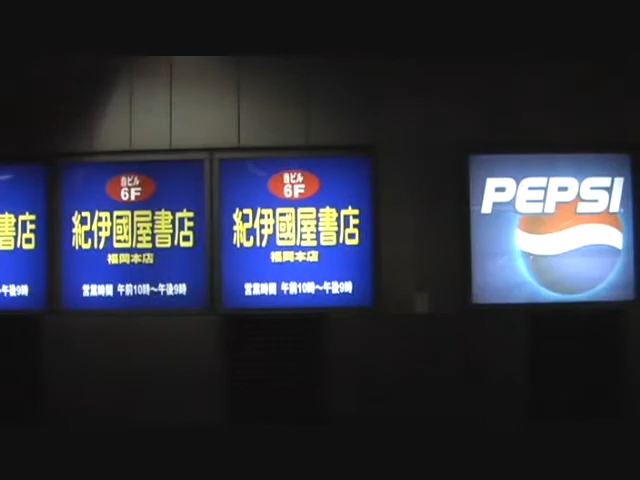 書店
午後9時
当ビル
6F
紀伊國屋書店
福岡本店
営業時間 午前10時〜午後9時
当ビル
6F
紀伊國屋書店
福岡本店
営業時間 午前10時〜午後9時
PEPSI